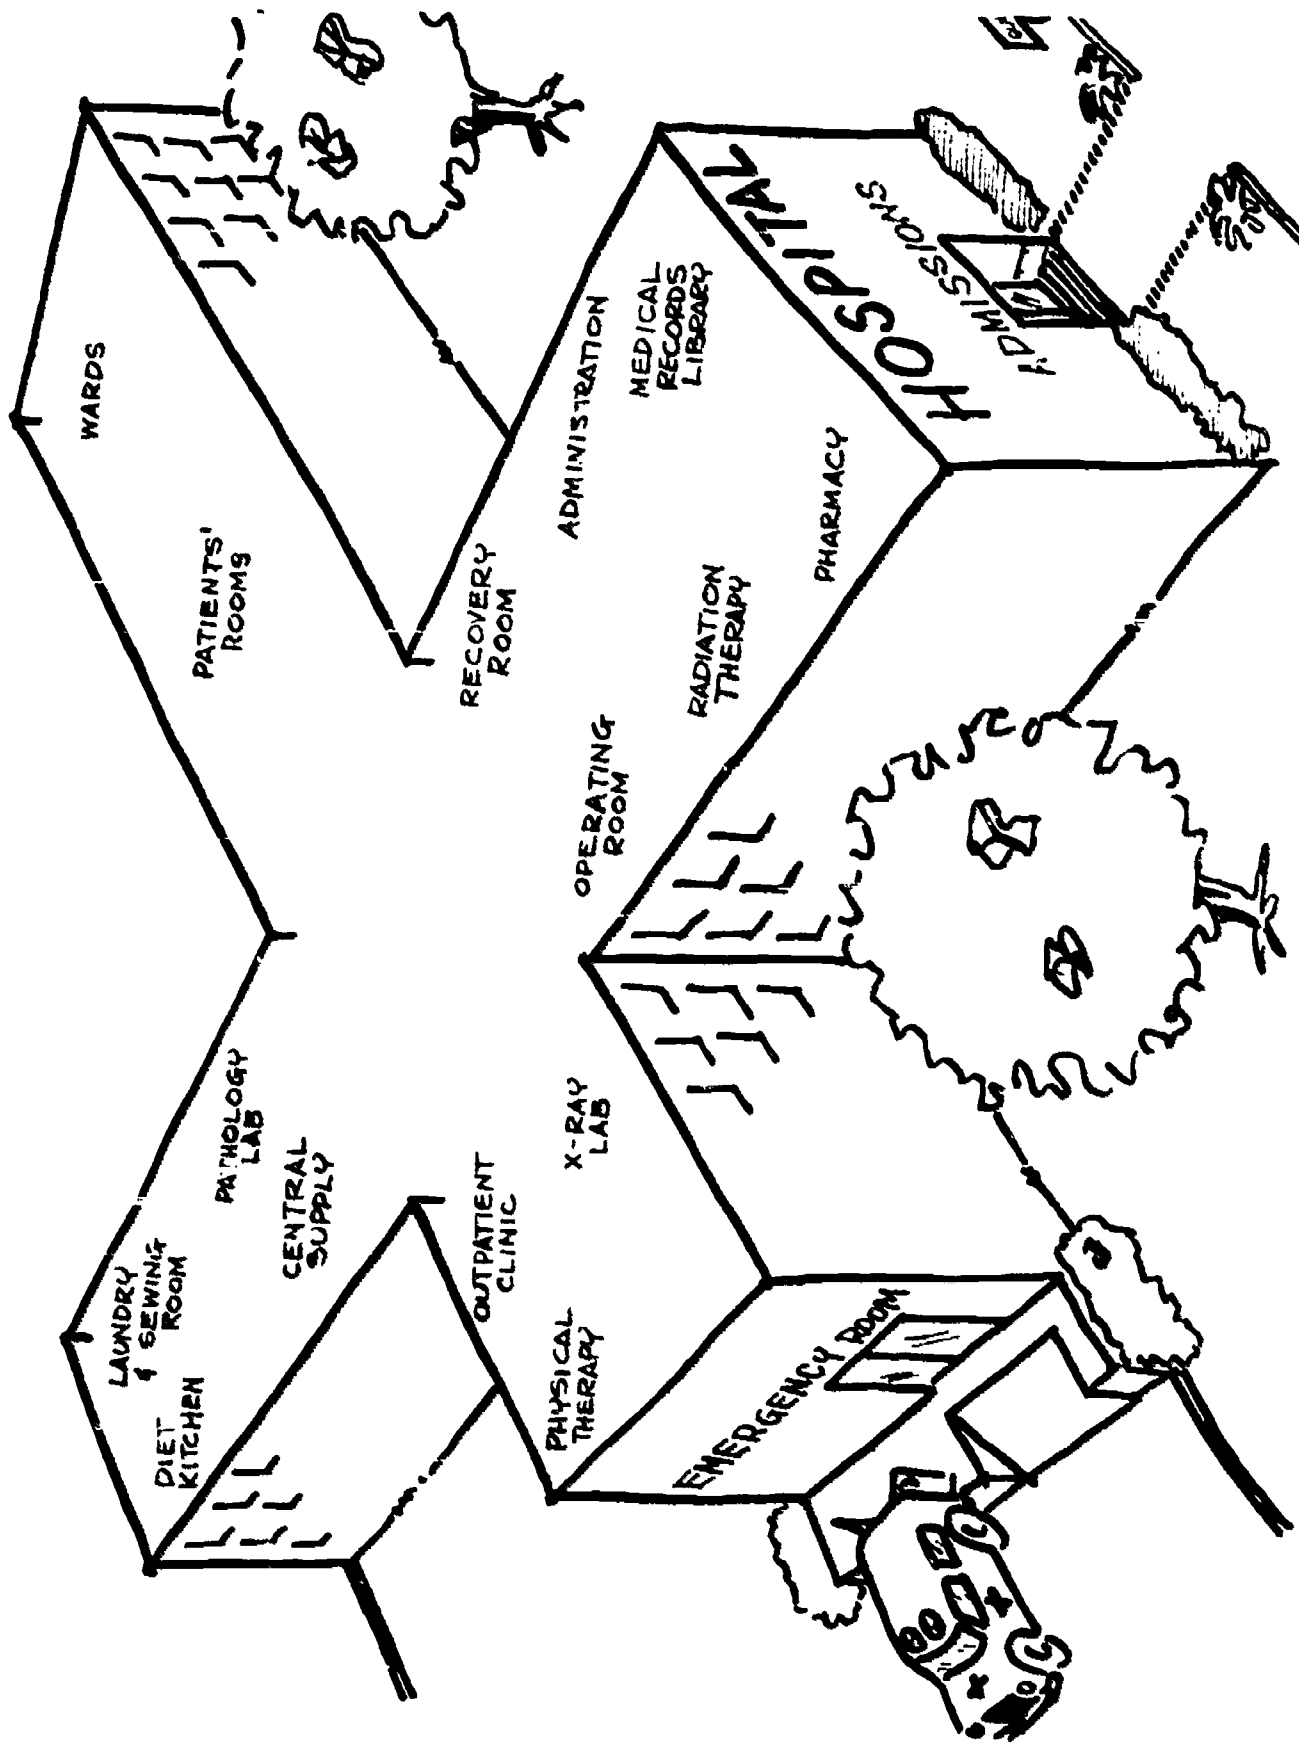 WARDS
PATIENTS'
ROOMS
PATHOLOGY
LAB
CENTRAL
SUPPLY
LAUNDRY
& SEWING
ROOM
DIET
KITCHEN
RECOVERY
ROOM
ADMINISTRATION
MEDICAL
RECORDS
LIBRARY
OPERATING
ROOM
RADIATION
THERAPY
PHARMACY
X-RAY
LAB
OUTPATIENT
CLINIC
PHYSICAL
THERAPY
EMERGENCY ROOM
HOSPITAL
ADMISSIONS